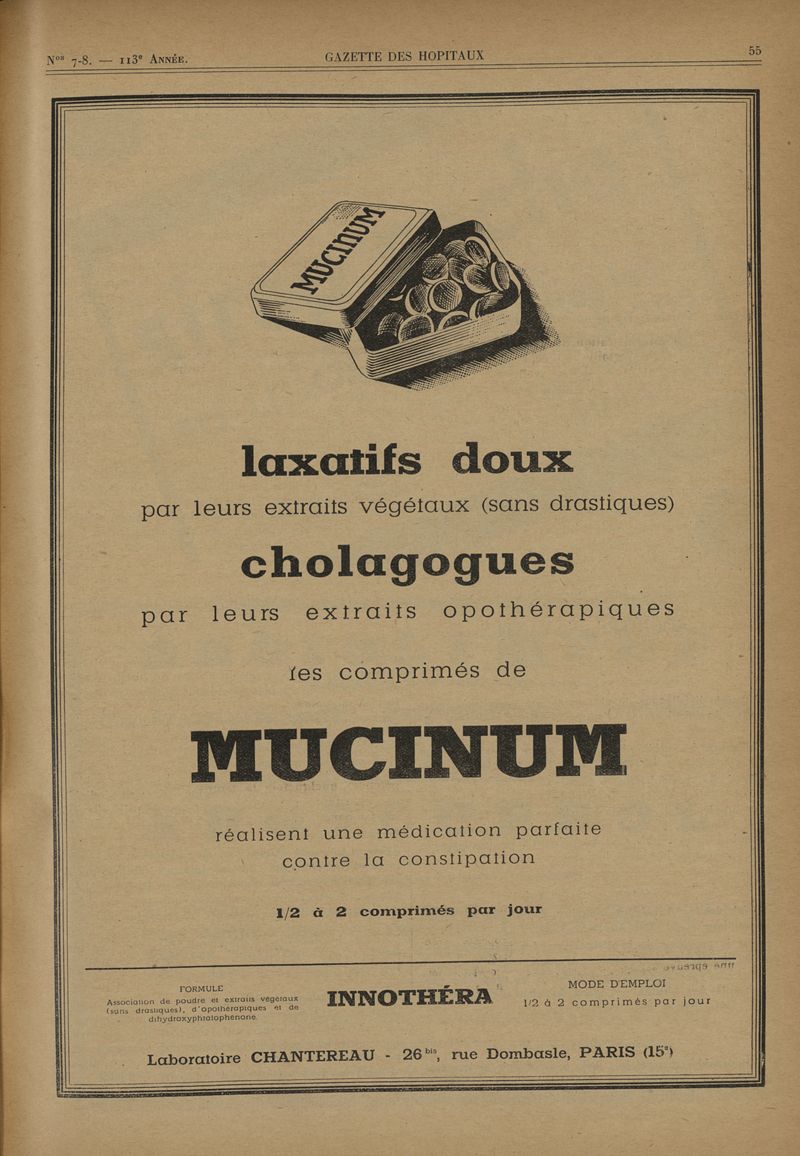 Nos 7-8. — 113e Année.
GAZETTE DES HOPITAUX
55
MUCINUM
laxatifs doux
par leurs extraits végétaux (sans drastiques)
cholagogues
par leurs extraits opothérapiques
les comprimés de
MUCINUM
réalisent une médication parfaite
contre la constipation
1/2 à 2 comprimés par jour
FORMULE
Association de poudre et extraits végétaux
(sans drastiques), d'opothérapiques et de
dihydroxyphtalophénone.
INNOTHÉRA
MODE D'EMPLOI
1/2 à 2 comprimés par jour
Laboratoire CHANTEREAU - 26 bis, rue Dombasle, PARIS (15e)